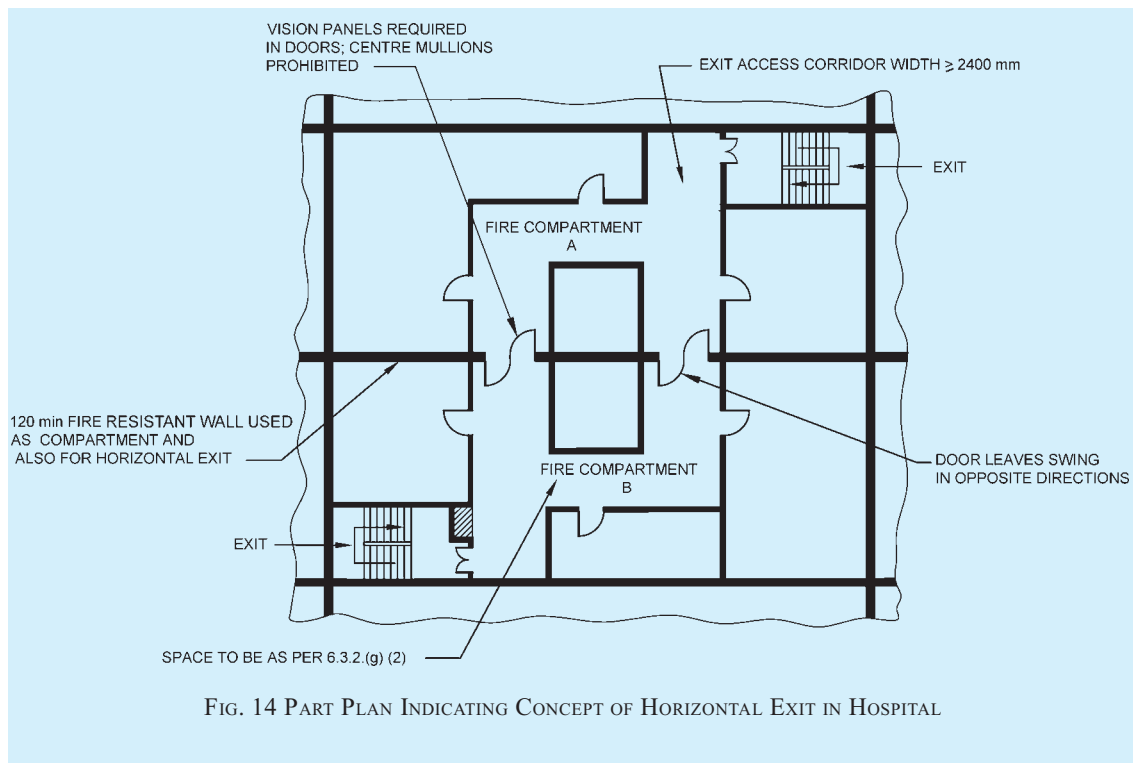 VISION PANELS REQUIRED
IN DOORS; CENTRE MULLIONS
PROHIBITED
EXIT ACCESS CORRIDOR WIDTH ≥ 2400 mm
EXIT
FIRE COMPARTMENT
A
120 min FIRE RESISTANT WALL USED
AS COMPARTMENT AND
ALSO FOR HORIZONTAL EXIT
FIRE COMPARTMENT
B
DOOR LEAVES SWING
IN OPPOSITE DIRECTIONS
EXIT
SPACE TO BE AS PER 6.3.2.(g) (2)
FIG. 14 PART PLAN INDICATING CONCEPT OF HORIZONTAL EXIT IN HOSPITAL